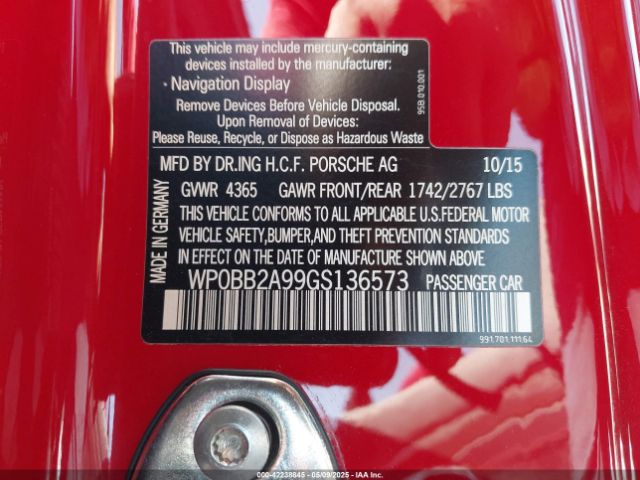 This vehicle may include mercury-containing
devices installed by the manufacturer:
Navigation Display
Remove Devices Before Vehicle Disposal.
Upon Removal of Devices:
Please Reuse, Recycle, or Dispose as Hazardous Waste
95B.010.001
MFD BY DR.ING H.C.F. PORSCHE AG 10/15
GVWR 4365 GAWR FRONT/REAR 1742/2767 LBS
THIS VEHICLE CONFORMS TO ALL APPLICABLE U.S.FEDERAL MOTOR
VEHICLE SAFETY,BUMPER,AND THEFT PREVENTION STANDARDS
IN EFFECT ON THE DATE OF MANUFACTURE SHOWN ABOVE.
WP0BB2A99GS136573 PASSENGER CAR
MADE IN GERMANY
991.701.111.64
000-42238845 - 05/09/2025 - IAAI.COM